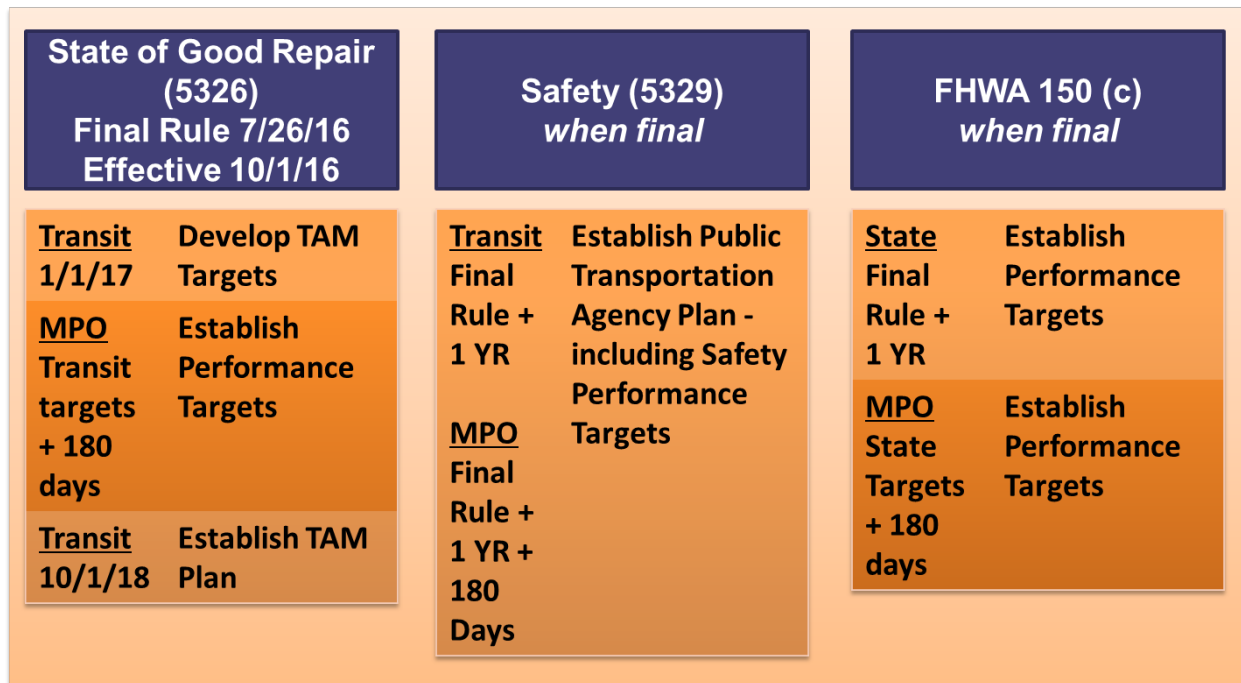 State of Good Repair
(5326)
Final Rule 7/26/16
Effective 10/1/16
Transit Develop TAM
1/1/17 Targets
MPO Establish
Transit Performance
targets Targets
+ 180
days
Transit Establish TAM
10/1/18 Plan
Safety (5329)
when final
Transit Establish Public
Final Transportation
Rule + Agency Plan -
1 YR including Safety
Performance
MPO Targets
Final
Rule +
1 YR +
180
Days
FHWA 150 (c)
when final
State Establish
Final Performance
Rule + Targets
1 YR
MPO Establish
State Performance
Targets Targets
+ 180
days